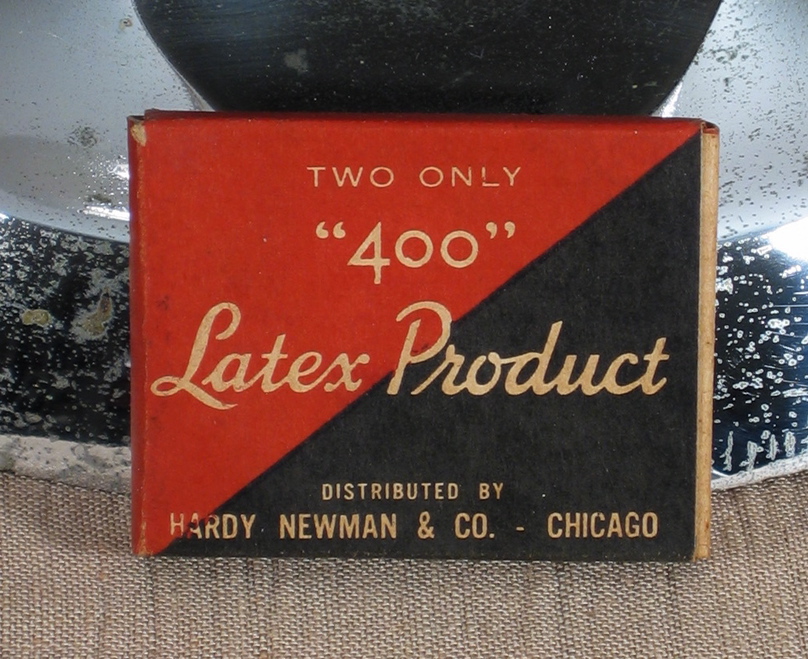 TWO ONLY
“400”
Latex Product
DISTRIBUTED BY
HARDY NEWMAN & CO. - CHICAGO